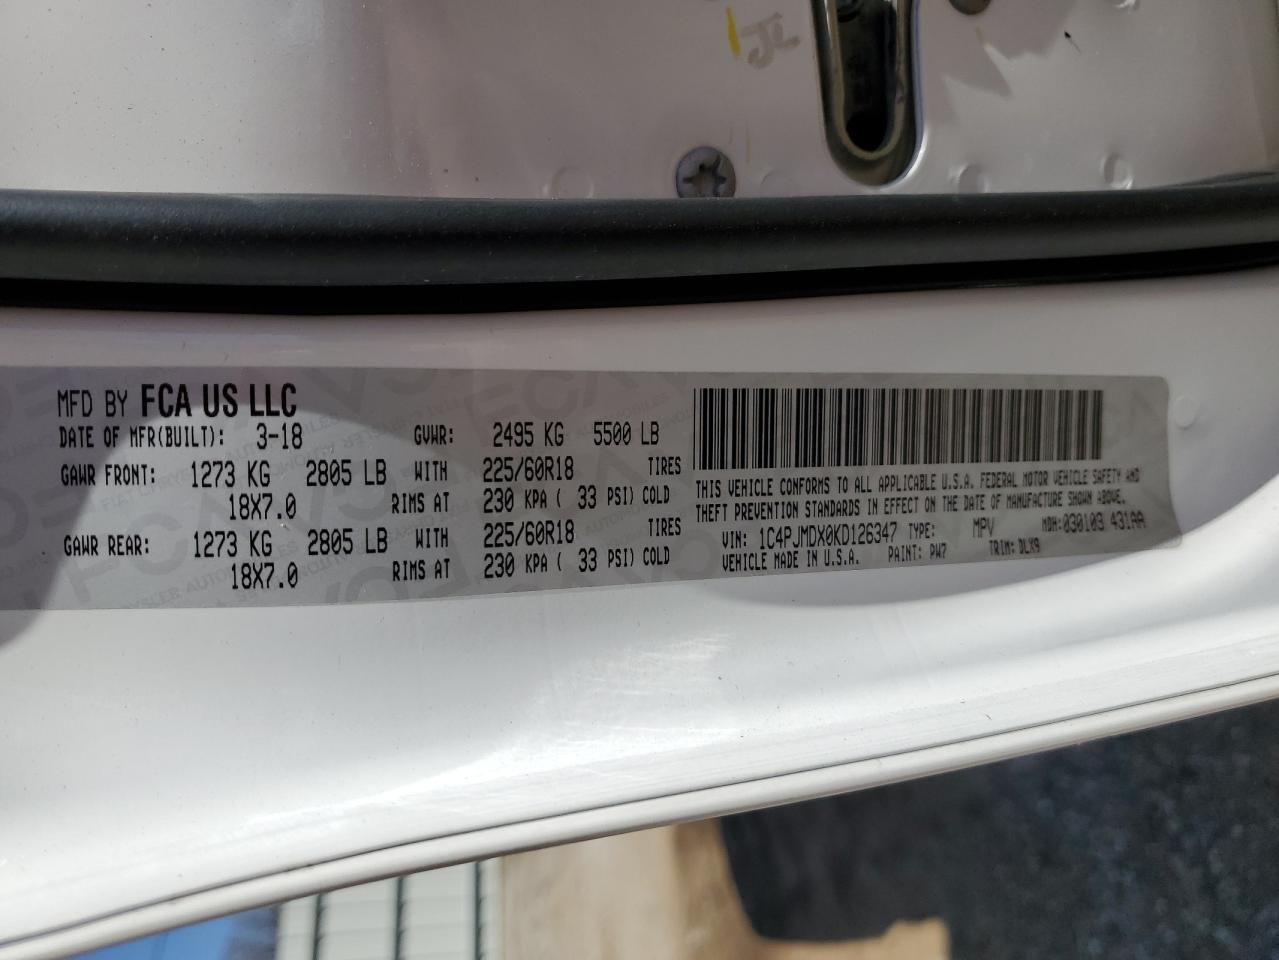 JL
MFD BY FCA US LLC
DATE OF MFR(BUILT): 3-18 GVWR: 2495 KG 5500 LB
GAWR FRONT: 1273 KG 2805 LB WITH 225/60R18 TIRES
18X7.0 RIMS AT 230 KPA ( 33 PSI) COLD
GAWR REAR: 1273 KG 2805 LB WITH 225/60R18 TIRES
18X7.0 RIMS AT 230 KPA ( 33 PSI) COLD
THIS VEHICLE CONFORMS TO ALL APPLICABLE U.S.A. FEDERAL MOTOR VEHICLE SAFETY AND
THEFT PREVENTION STANDARDS IN EFFECT ON THE DATE OF MANUFACTURE SHOWN ABOVE.
VIN: 1C4PJMDX0KD126347 TYPE: MPV MDH: 030103 431AA
VEHICLE MADE IN U.S.A. PAINT: PW7 TRIM: DLX9